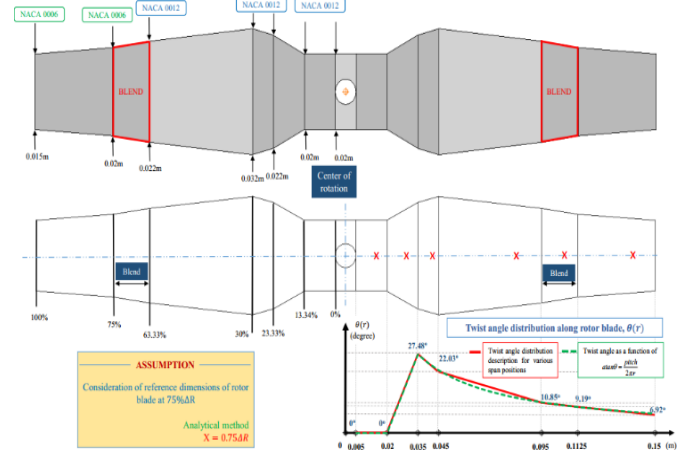 NACA 0006
NACA 0006
NACA 0012
NACA 0012
NACA 0012
BLEND
BLEND
0.015m
0.02m
0.022m
0.032m
0.022m
0.02m
0.02m
Center of
rotation
Blend
Blend
100%
75%
63.33%
30%
23.33%
13.34%
0%
X X X X X X
ASSUMPTION
Consideration of reference dimensions of rotor
blade at 75%ΔR
Analytical method
X = 0.75ΔR
θ(r)
(degree)
Twist angle distribution along rotor blade, θ(r)
Twist angle distribution
description for various
span positions
Twist angle as a function of
atanθ = pitch/2πr
27.48°
22.03°
10.85°
9.19°
6.92°
0°
0°
0 0.005 0.02 0.035 0.045 0.095 0.1125 0.15 (m)